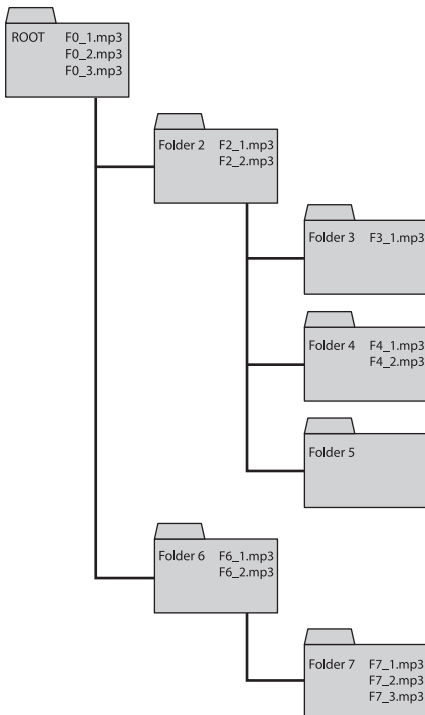 ROOT F0_1.mp3
F0_2.mp3
F0_3.mp3
Folder 2 F2_1.mp3
F2_2.mp3
Folder 3 F3_1.mp3
Folder 4 F4_1.mp3
F4_2.mp3
Folder 5
Folder 6 F6_1.mp3
F6_2.mp3
Folder 7 F7_1.mp3
F7_2.mp3
F7_3.mp3